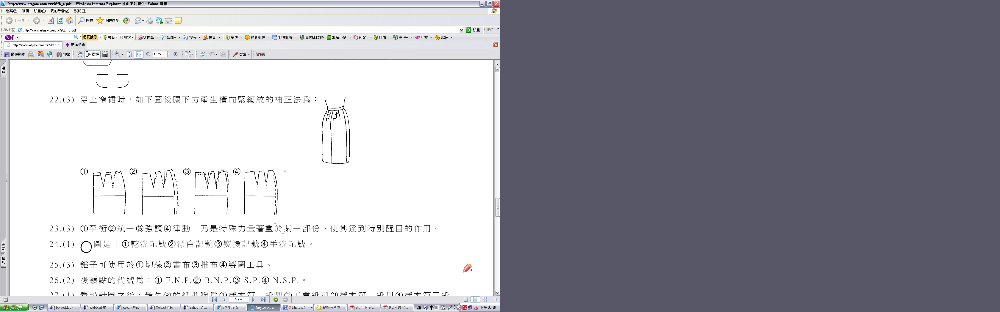 http://www.artgate.com.tw/96fh_c.pdf - Windows Internet Explorer 是由下列提供: Yahoo!奇摩
檔案(F) 編輯 移至(O) 我的最愛(A) 說明(H)
上一頁 搜尋 我的最愛
網址(D) http://www.artgate.com.tw/96fh_c.pdf 移至 連結 »
Y! 網頁搜尋 書籤 設定 迷你筆 知識+ 信箱 拍賣 字典 網頁翻譯 阻擋跳窗 反間諜軟體 無名小站 新聞 股市 生活+ 交友 家族
http://www.artgate.com.tw/96fh_c... 新增分頁
儲存副本 搜尋 選擇 167% 簽署 Y!
頁面
22.(3) 穿上窄裙時，如下圖後腰下方產生橫向緊縐紋的補正法為：
① ② ③ ④ 。
23.(3) ①平衡②統一③強調④律動 乃是特殊力量著重於某一部份，使其達到特別醒目的作用。
24.(1) 圖是：①乾洗記號②漂白記號③熨燙記號④手洗記號。
附件
25.(3) 錐子可使用於①切線②畫布③推布④製圖工具。
注釋
26.(2) 後頸點的代號為：① F.N.P.② B.N.P.③ S.P.④ N.S.P.。
27.(1) 看設計圖之後，最先做的紙型稱為①樣本第一紙型②工業紙型③樣本第二紙型④樣本第三紙
3 / 4
開始 Mydesktop -... WebMail 電... Read - Win... Yahoo!奇摩... Yahoo! 奇... 97年度女... http://www.a... 3 Microsof... 轉學考考卷 95年度女... 92年度女... CH 中 下午 02:19